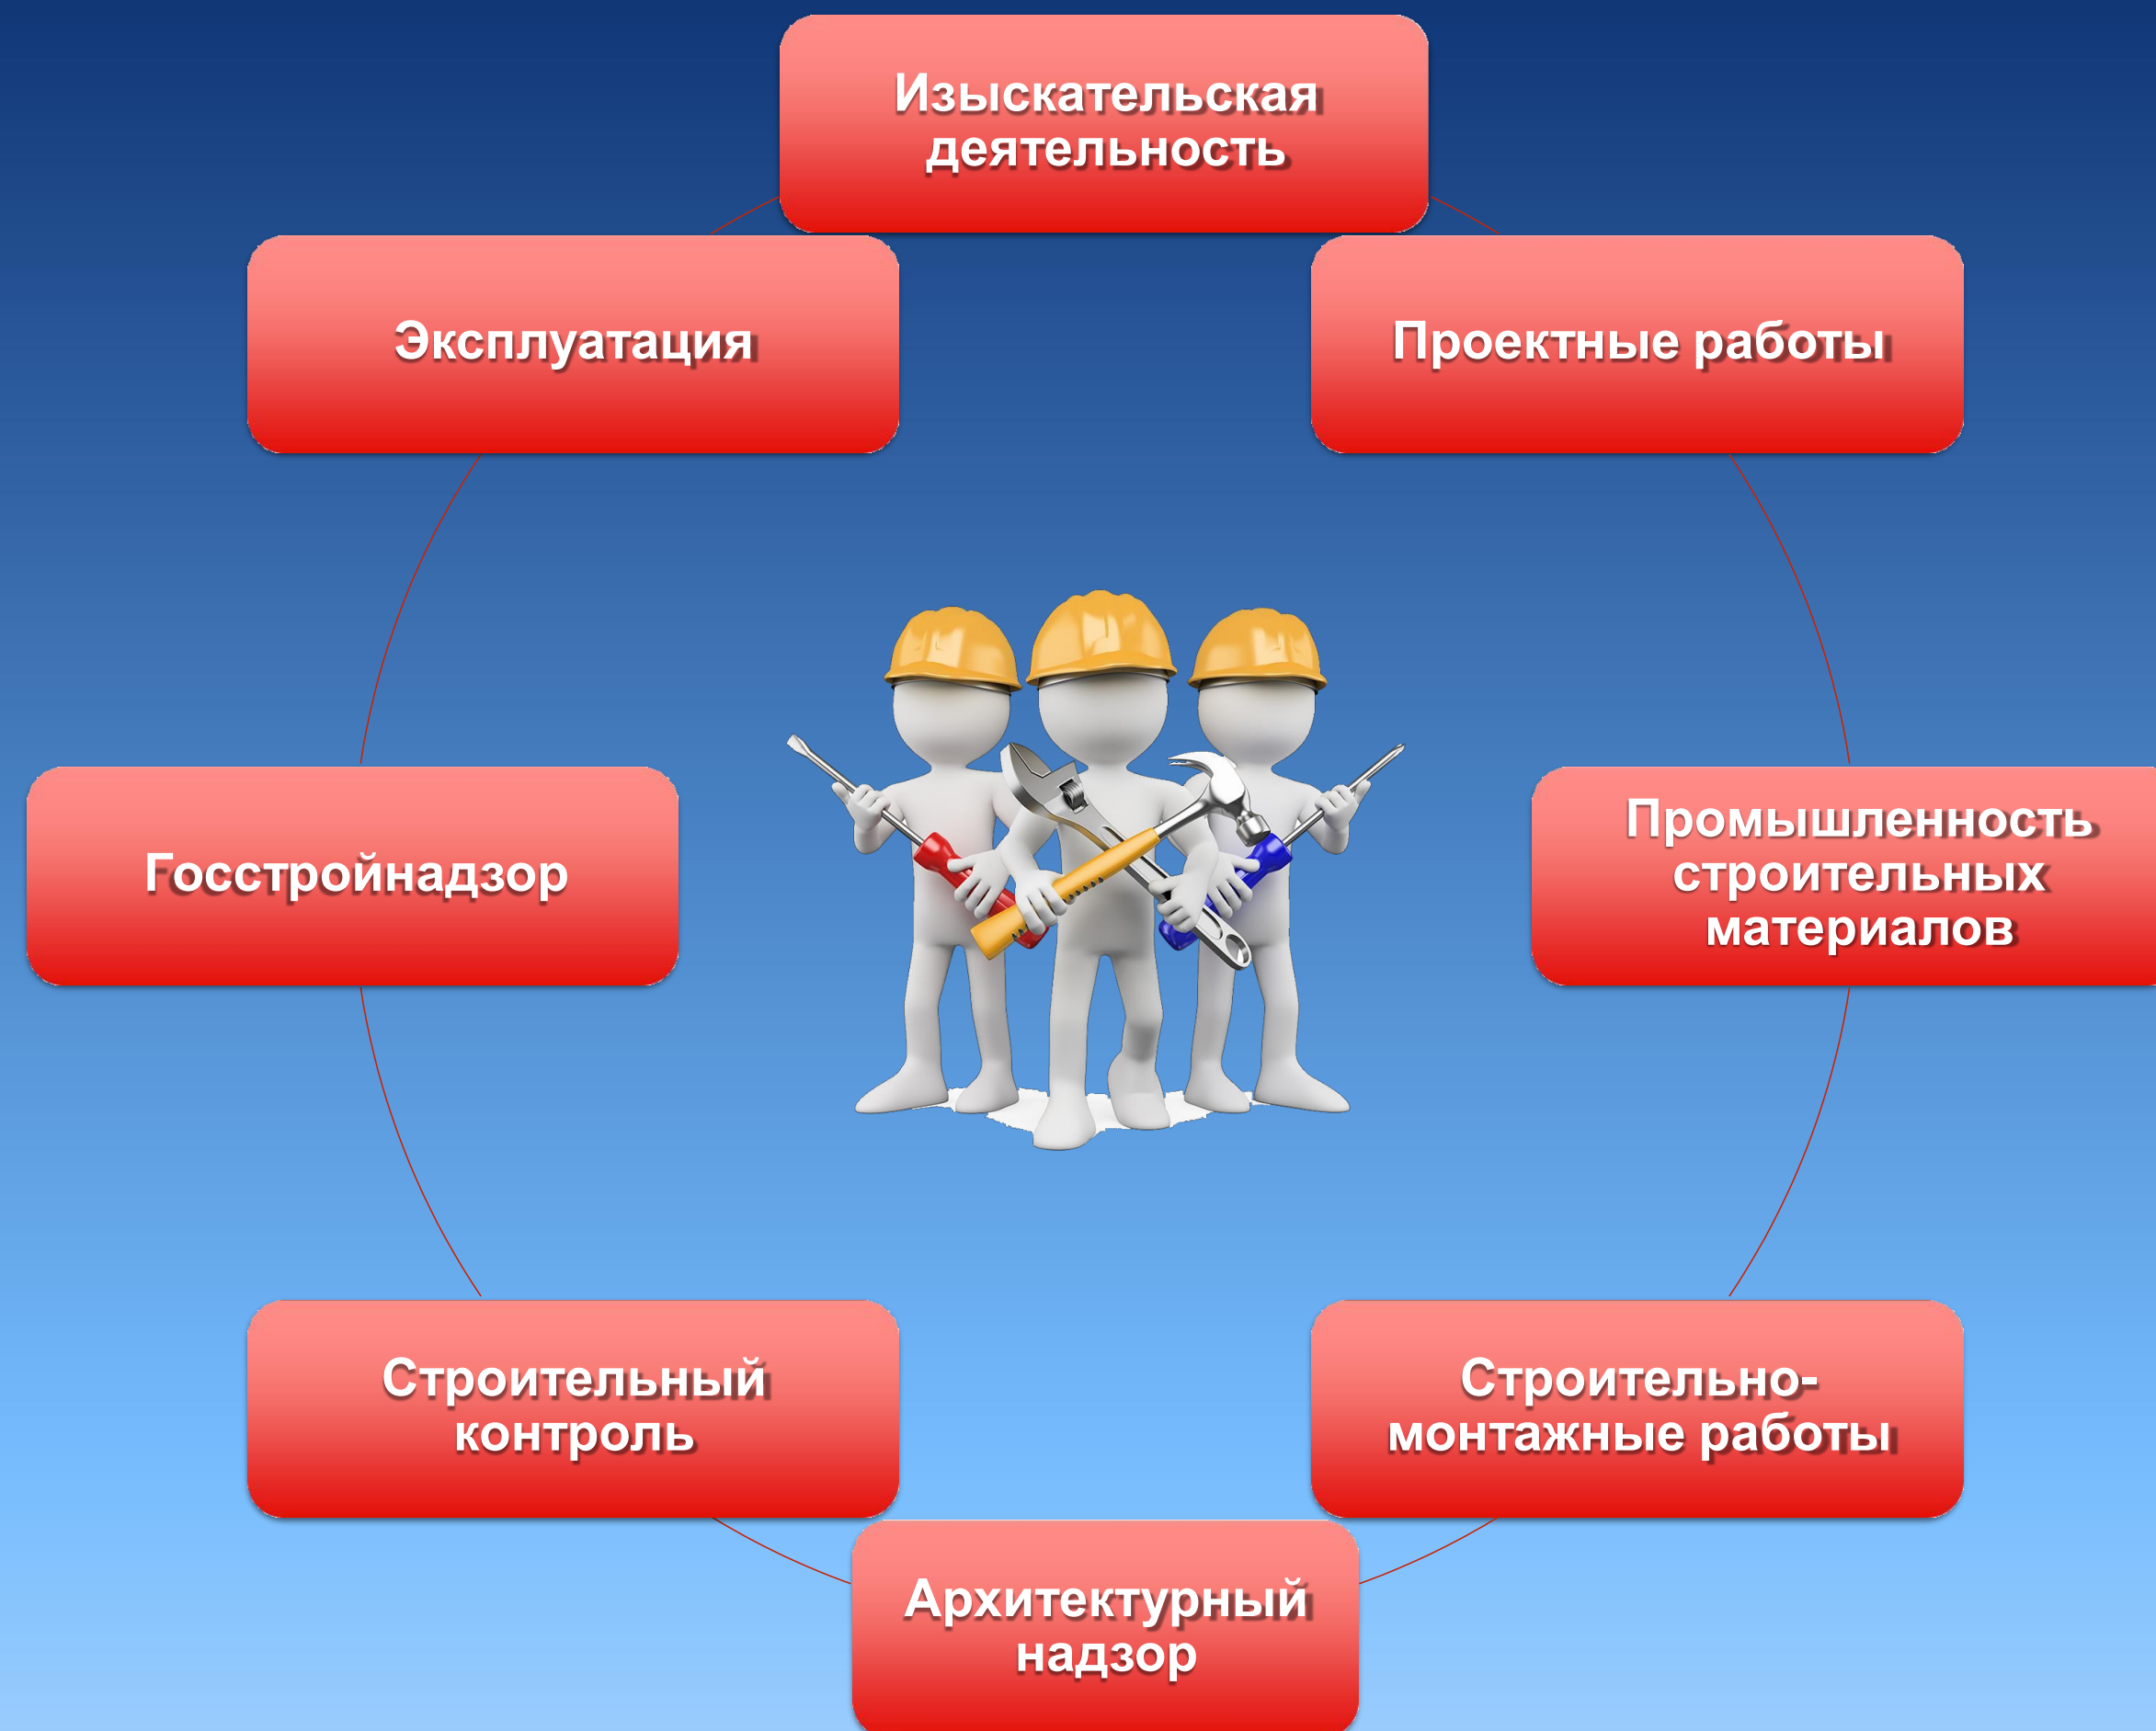 Изыскательская
деятельность
Эксплуатация
Проектные работы
Госстройнадзор
Промышленность
строительных
материалов
Строительный
контроль
Строительно-
монтажные работы
Архитектурный
надзор